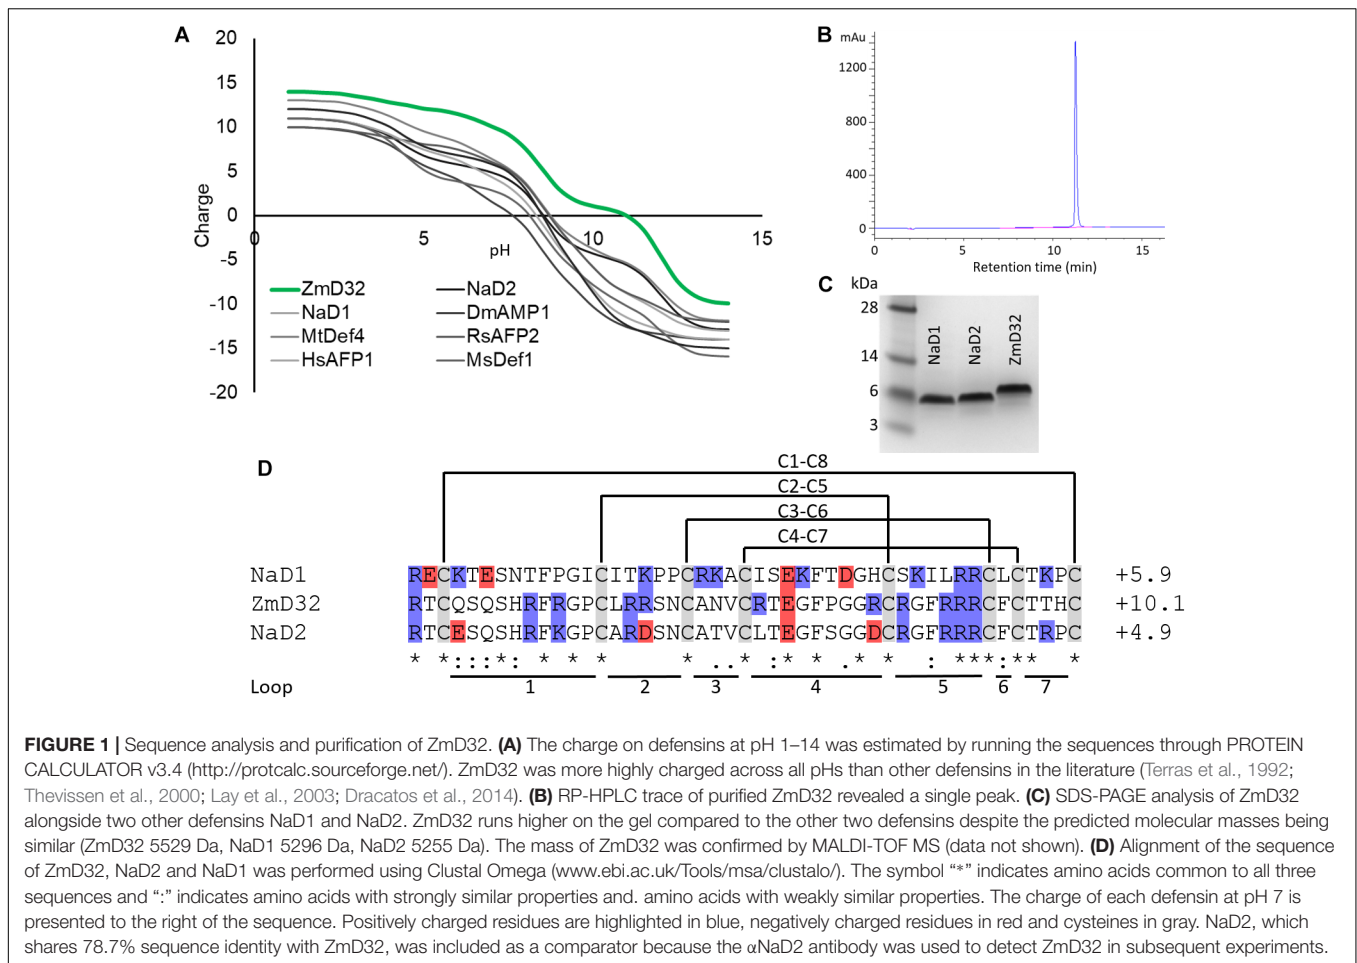 A
20
15
10
5
0
-5
-10
-15
-20
Charge
0
5
10
15
pH
ZmD32
NaD2
NaD1
DmAMP1
MtDef4
RsAFP2
HsAFP1
MsDef1
B
mAu
1200
800
400
0
0
5
10
15
Retention time (min)
C
kDa
28
14
6
3
NaD1
NaD2
ZmD32
D
C1-C8
C2-C5
C3-C6
C4-C7
NaD1 RECKTESNTFPGICITKPPCRKACISEKFTDGHCSKILRRCLCTKPC +5.9
ZmD32 RTCQSQSHRFRGPCLRRSNCANVCRTEGFPGGRCRGFRRRCFCTTHC +10.1
NaD2 RTCESQSHRFKGPCARDSNCATVCLTEGFSGGDCRGFRRRCFCTRPC +4.9
* *:::*: * * * * .. * :* * .* * : ***:** *
Loop 1 2 3 4 5 6 7
FIGURE 1 | Sequence analysis and purification of ZmD32. (A) The charge on defensins at pH 1–14 was estimated by running the sequences through PROTEIN
CALCULATOR v3.4 (http://protcalc.sourceforge.net/). ZmD32 was more highly charged across all pHs than other defensins in the literature (Terras et al., 1992;
Thevissen et al., 2000; Lay et al., 2003; Dracatos et al., 2014). (B) RP-HPLC trace of purified ZmD32 revealed a single peak. (C) SDS-PAGE analysis of ZmD32
alongside two other defensins NaD1 and NaD2. ZmD32 runs higher on the gel compared to the other two defensins despite the predicted molecular masses being
similar (ZmD32 5529 Da, NaD1 5296 Da, NaD2 5255 Da). The mass of ZmD32 was confirmed by MALDI-TOF MS (data not shown). (D) Alignment of the sequence
of ZmD32, NaD2 and NaD1 was performed using Clustal Omega (www.ebi.ac.uk/Tools/msa/clustalo/). The symbol “*” indicates amino acids common to all three
sequences and “:” indicates amino acids with strongly similar properties and. amino acids with weakly similar properties. The charge of each defensin at pH 7 is
presented to the right of the sequence. Positively charged residues are highlighted in blue, negatively charged residues in red and cysteines in gray. NaD2, which
shares 78.7% sequence identity with ZmD32, was included as a comparator because the αNaD2 antibody was used to detect ZmD32 in subsequent experiments.